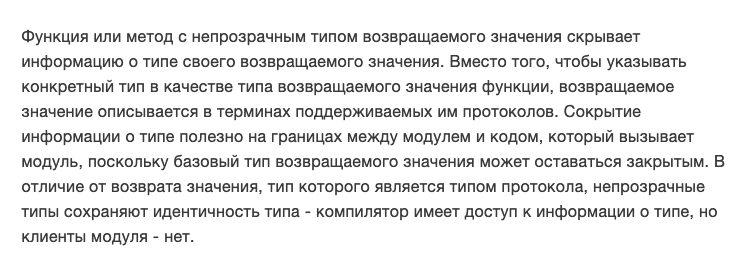 Функция или метод с непрозрачным типом возвращаемого значения скрывает
информацию о типе своего возвращаемого значения. Вместо того, чтобы указывать
конкретный тип в качестве типа возвращаемого значения функции, возвращаемое
значение описывается в терминах поддерживаемых им протоколов. Сокрытие
информации о типе полезно на границах между модулем и кодом, который вызывает
модуль, поскольку базовый тип возвращаемого значения может оставаться закрытым. В
отличие от возврата значения, тип которого является типом протокола, непрозрачные
типы сохраняют идентичность типа - компилятор имеет доступ к информации о типе, но
клиенты модуля - нет.